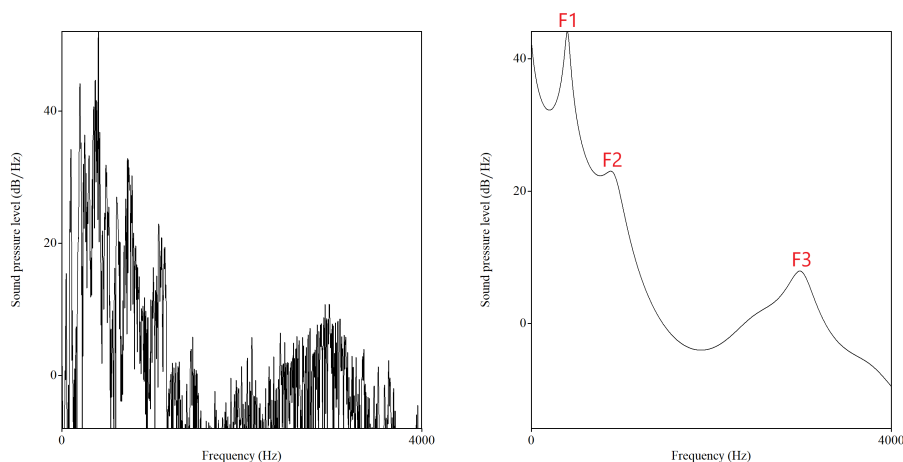 Sound pressure level (dB/Hz)
40
20
0
0
4000
Frequency (Hz)
F1
F2
F3
Sound pressure level (dB/Hz)
40
20
0
0
4000
Frequency (Hz)